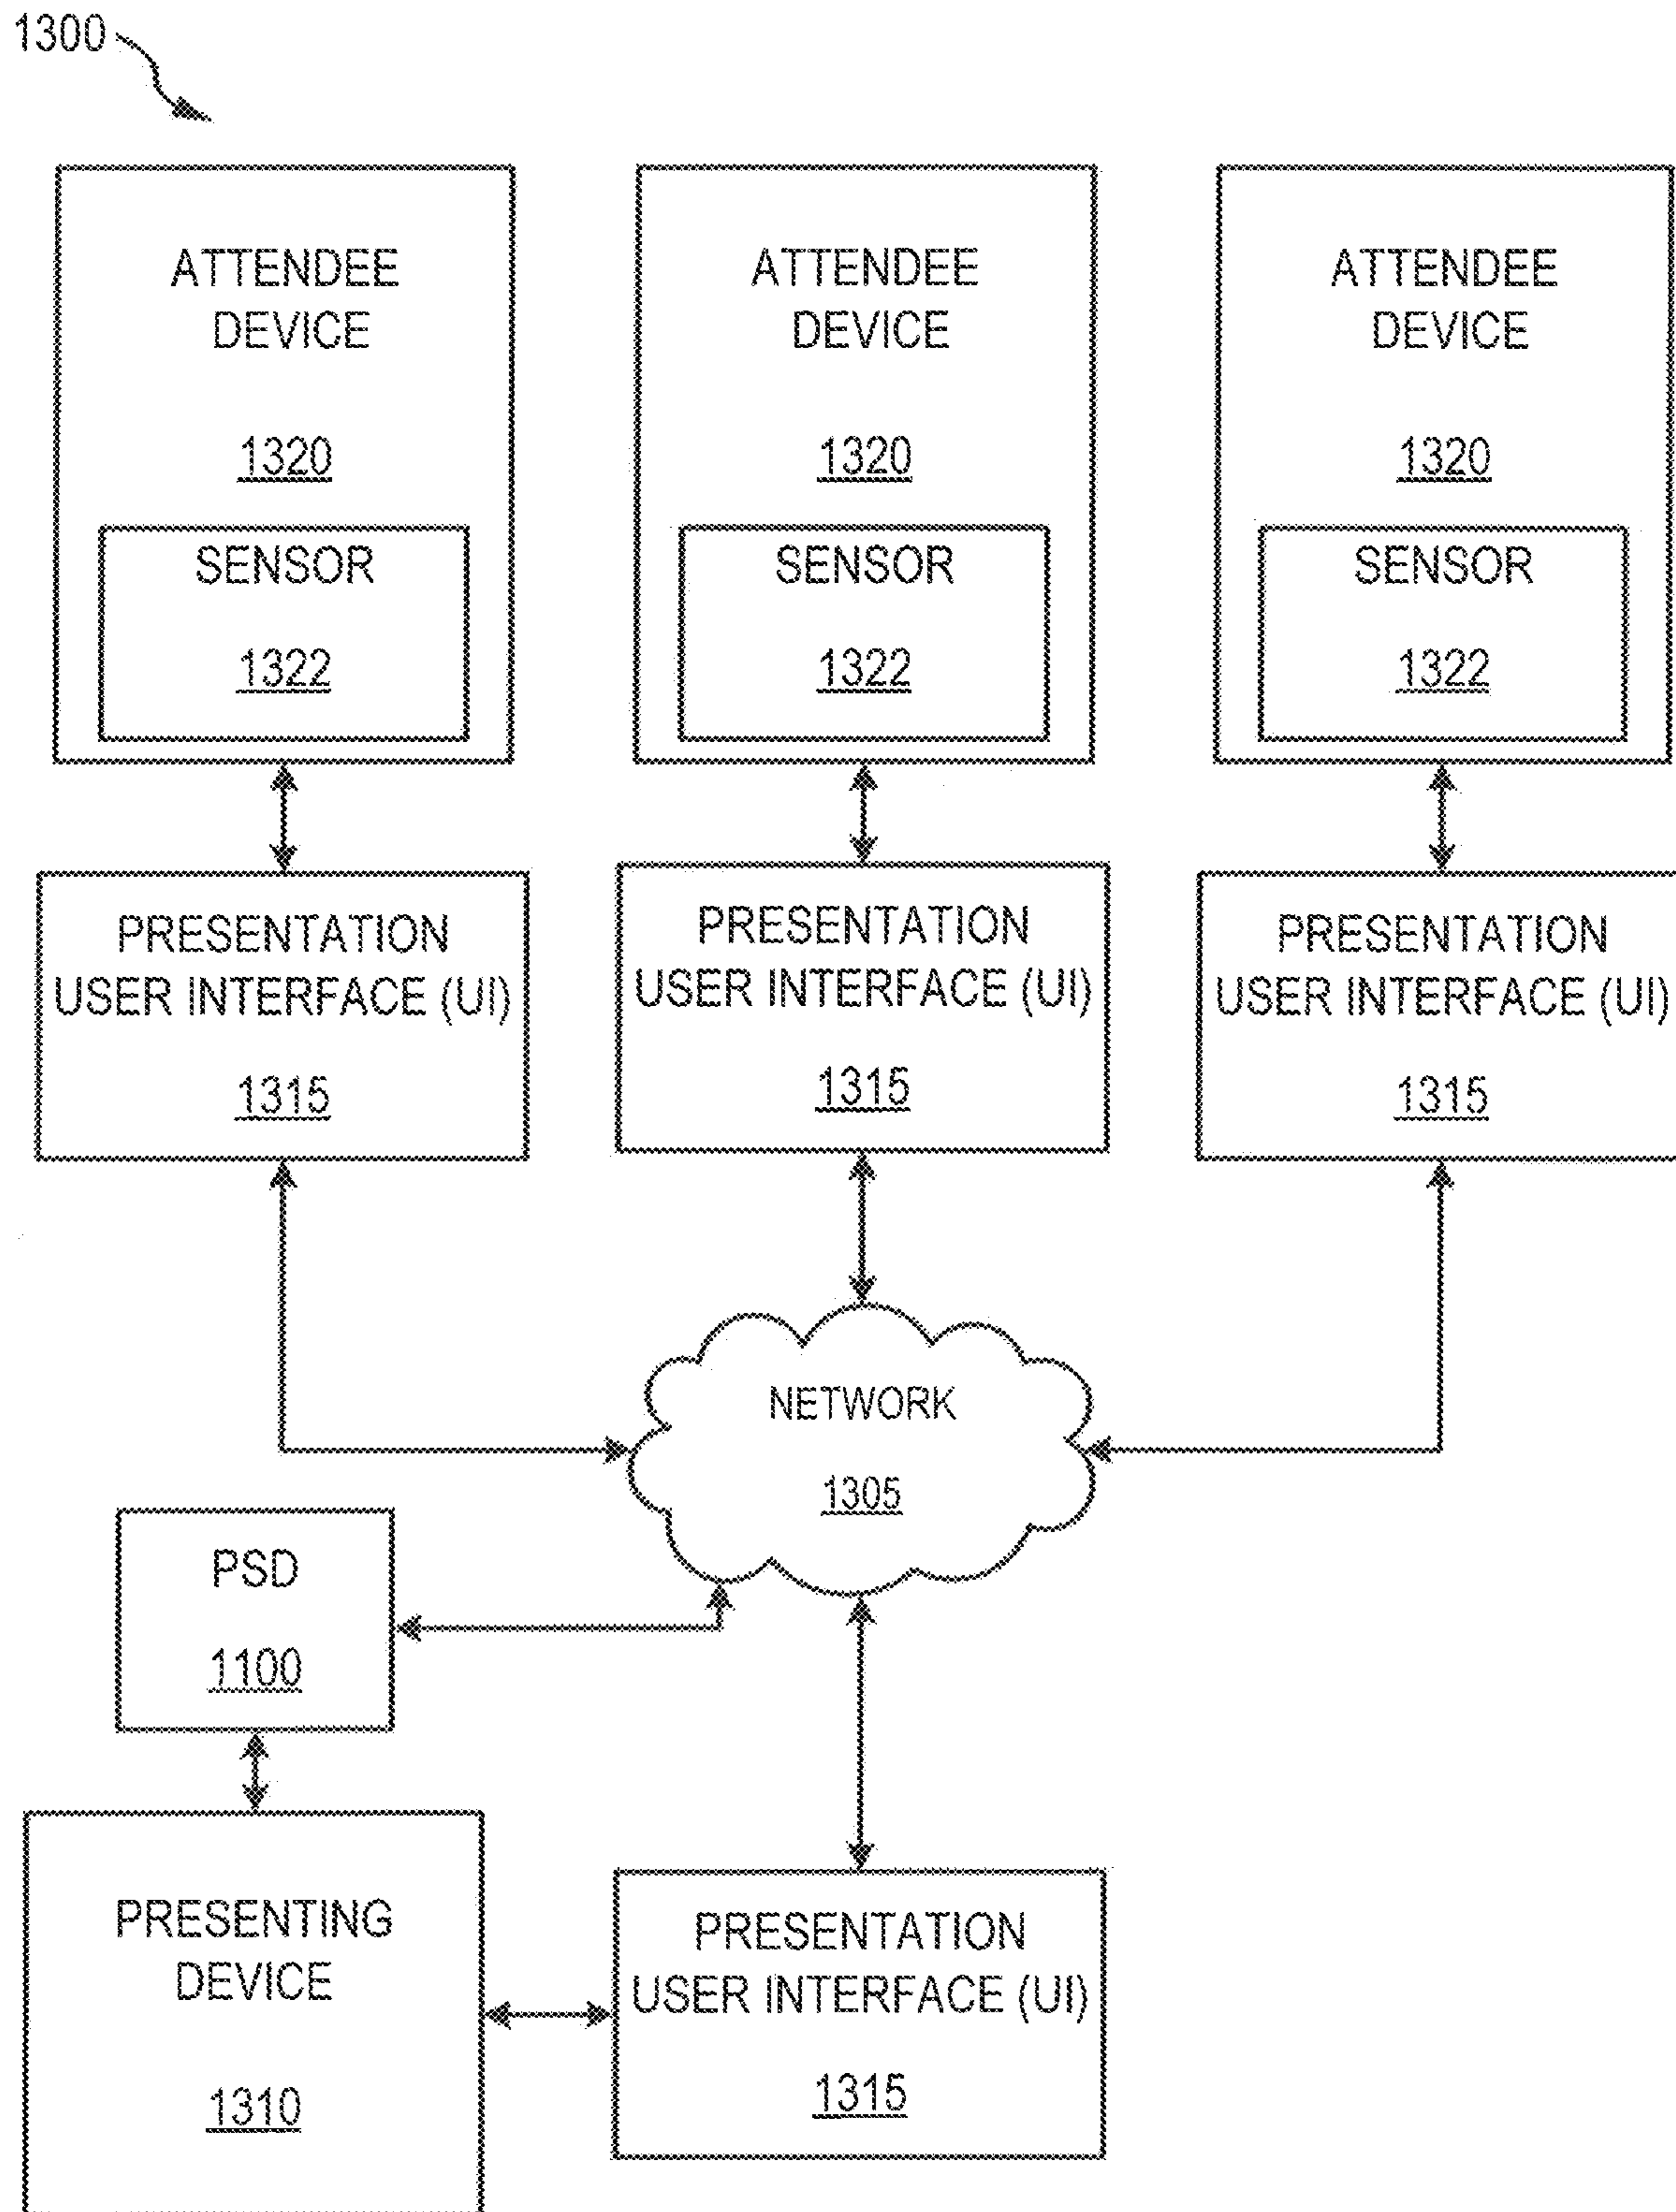 1300
ATTENDEE
DEVICE
1320
SENSOR
1322
ATTENDEE
DEVICE
1320
SENSOR
1322
ATTENDEE
DEVICE
1320
SENSOR
1322
PRESENTATION
USER INTERFACE (UI)
1315
PRESENTATION
USER INTERFACE (UI)
1315
PRESENTATION
USER INTERFACE (UI)
1315
NETWORK
1305
PSD
1100
PRESENTING
DEVICE
1310
PRESENTATION
USER INTERFACE (UI)
1315